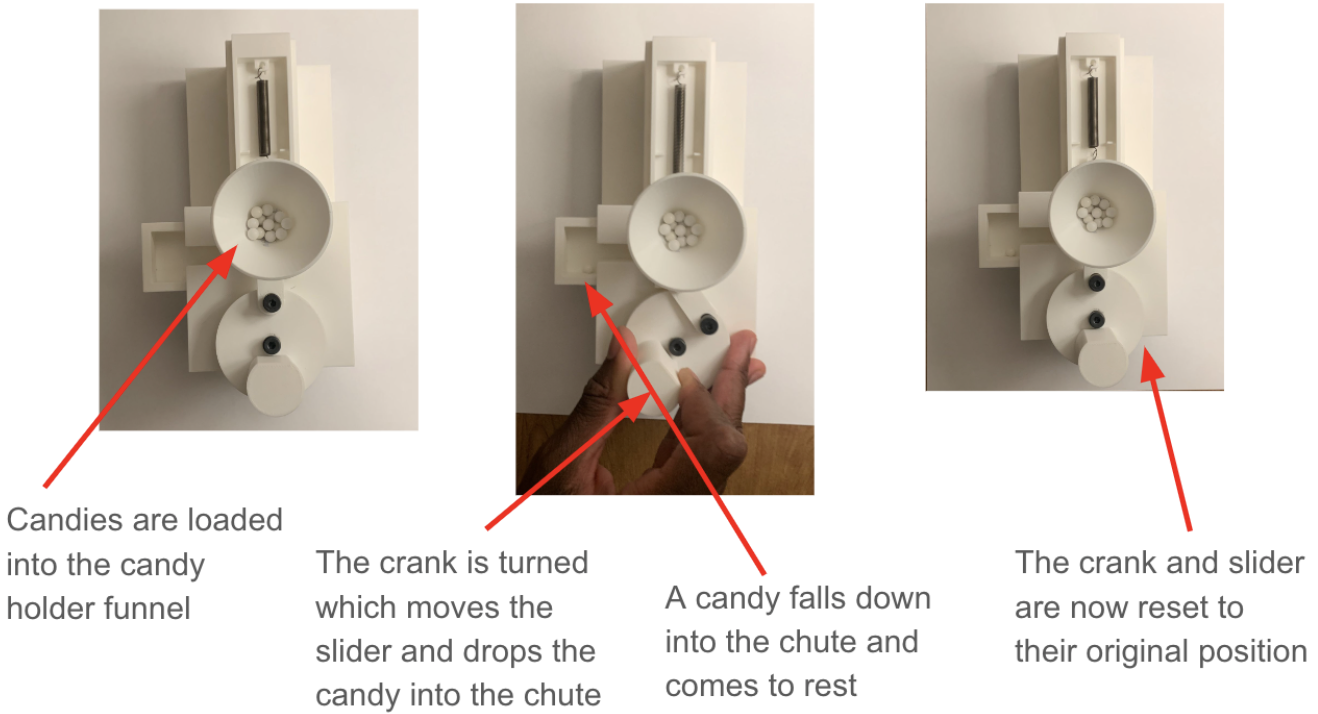 Candies are loaded
into the candy
holder funnel
The crank is turned
which moves the
slider and drops the
candy into the chute
A candy falls down
into the chute and
comes to rest
The crank and slider
are now reset to
their original position